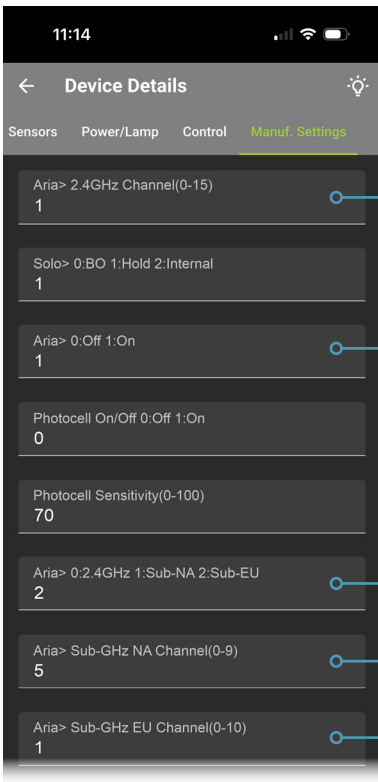 11:14
Device Details
Sensors Power/Lamp Control Manuf. Settings
Aria> 2.4GHz Channel(0-15)
1
Solo> 0:BO 1:Hold 2:Internal
1
Aria> 0:Off 1:On
1
Photocell On/Off 0:Off 1:On
0
Photocell Sensitivity(0-100)
70
Aria> 0:2.4GHz 1:Sub-NA 2:Sub-EU
2
Aria> Sub-GHz NA Channel(0-9)
5
Aria> Sub-GHz EU Channel(0-10)
1